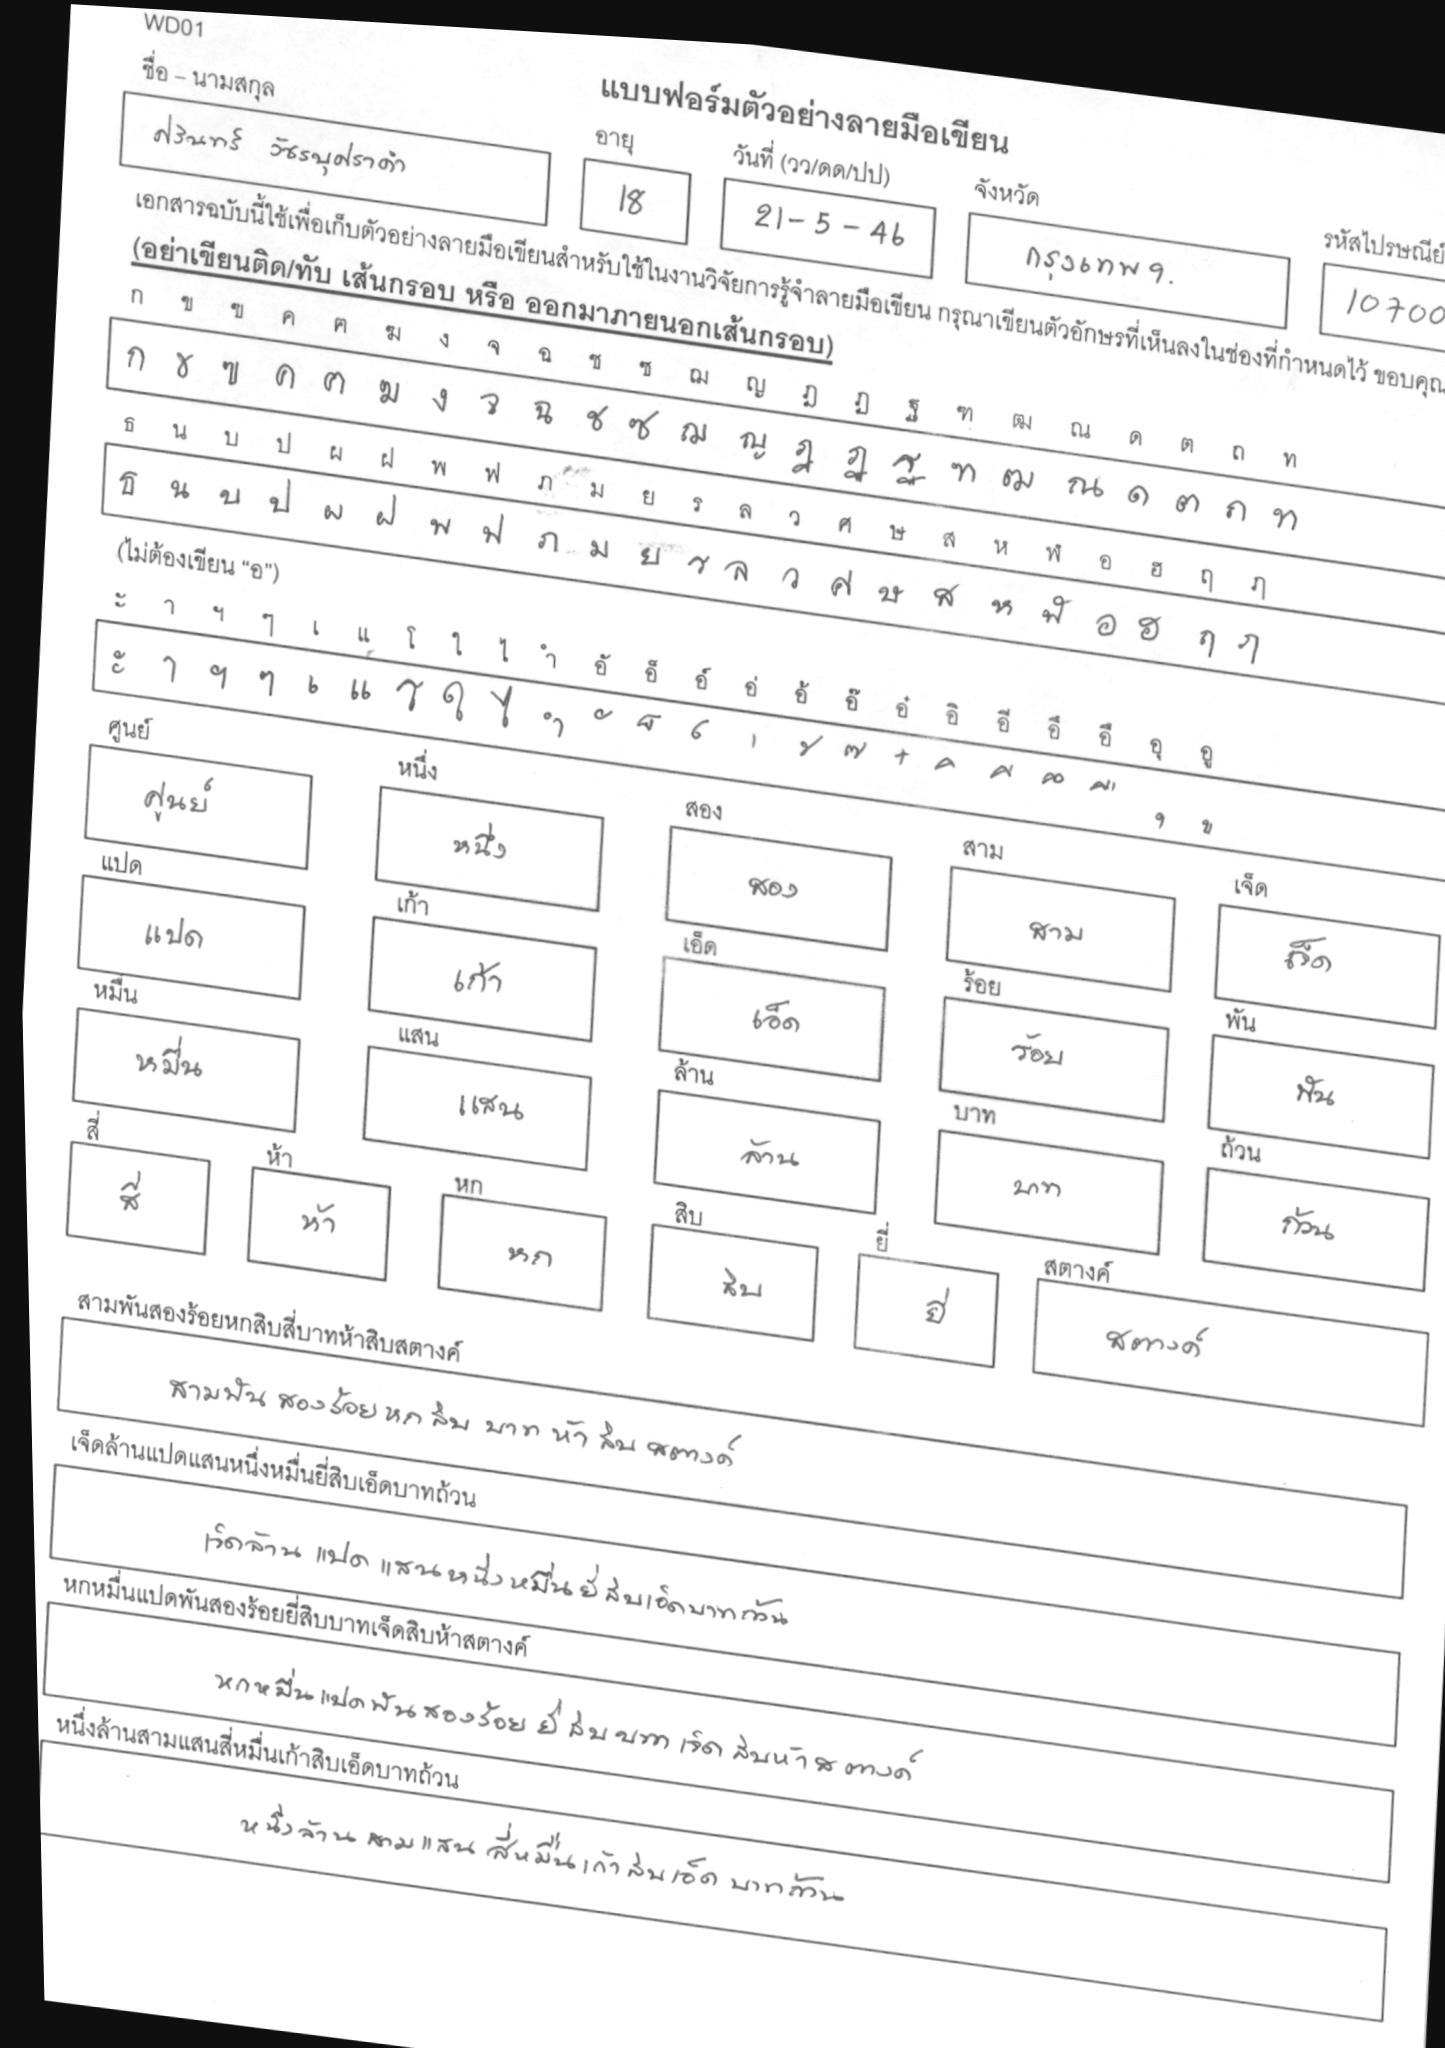 WD01
แบบฟอร์มตัวอย่างลายมือเขียน
ชื่อ – นามสกุล
อายุ
วันที่ (วว/ดด/ปป)
จังหวัด
รหัสไปรษณีย์
ศรินทร์
18
21-5-46
กรุงเทพฯ.
10700
เอกสารฉบับนี้ใช้เพื่อเก็บตัวอย่างลายมือเขียนสำหรับใช้ในงานวิจัยการรู้จำลายมือเขียน กรุณาเขียนตัวอักษรที่เห็นลงในช่องที่กำหนดไว้ ขอบคุณ
(อย่าเขียนติด/ทับ เส้นกรอบ หรือ ออกมาภายนอกเส้นกรอบ)
ก ข ฃ ค ฅ ฆ ง จ ฉ ช ซ ฌ ญ ฎ ฏ ฐ ฑ ฒ ณ ด ต ถ ท
ก ข ฃ ค ฅ ฆ ง จ ฉ ช ซ ฌ ญ ฎ ฏ ฐ ฑ ฒ ณ ด ต ถ ท
ธ น บ ป ผ ฝ พ ฟ ภ ม ย ร ล ว ศ ษ ส ห ฬ อ ฮ ฤ ฦ
ธ น บ ป ผ ฝ พ ฟ ภ ม ย ร ล ว ศ ษ ส ห ฬ อ ฮ ฤ ฦ
(ไม่ต้องเขียน “อ”)
ะ า ฯ ๆ เ แ โ ใ ไ ำ อั อ็ อ์ อ่ อ้ อ๊ อ๋ อิ อี อึ อื อุ อู
ะ า ฯ ๆ เ แ โ ใ ไ ำ ั ็ ์ ่ ้ ๊ ๋ ิ ี ึ ื ุ ู
ศูนย์ หนึ่ง สอง สาม เจ็ด
ศูนย์ หนึ่ง สอง สาม เจ็ด
แปด เก้า เอ็ด ร้อย พัน
แปด เก้า เอ็ด ร้อย พัน
หมื่น แสน ล้าน บาท ถ้วน
หมื่น แสน ล้าน บาท ถ้วน
สี่ ห้า หก สิบ ยี่ สตางค์
สี่ ห้า หก สิบ ยี่ สตางค์
สามพันสองร้อยหกสิบสี่บาทห้าสิบสตางค์
สามพัน สองร้อย หก สิบ บาท ห้า สิบ สตางค์
เจ็ดล้านแปดแสนหนึ่งหมื่นยี่สิบเอ็ดบาทถ้วน
เจ็ดล้าน แปด แสน หนึ่งหมื่น ยี่ สิบเอ็ดบาทถ้วน
หกหมื่นแปดพันสองร้อยยี่สิบบาทเจ็ดสิบห้าสตางค์
หกหมื่นแปดพัน สองร้อย ยี่ สิบ บาท เจ็ด สิบห้า สตางค์
หนึ่งล้านสามแสนสี่หมื่นเก้าสิบเอ็ดบาทถ้วน
หนึ่งล้าน สามแสน สี่หมื่น เก้า สิบเอ็ด บาทถ้วน